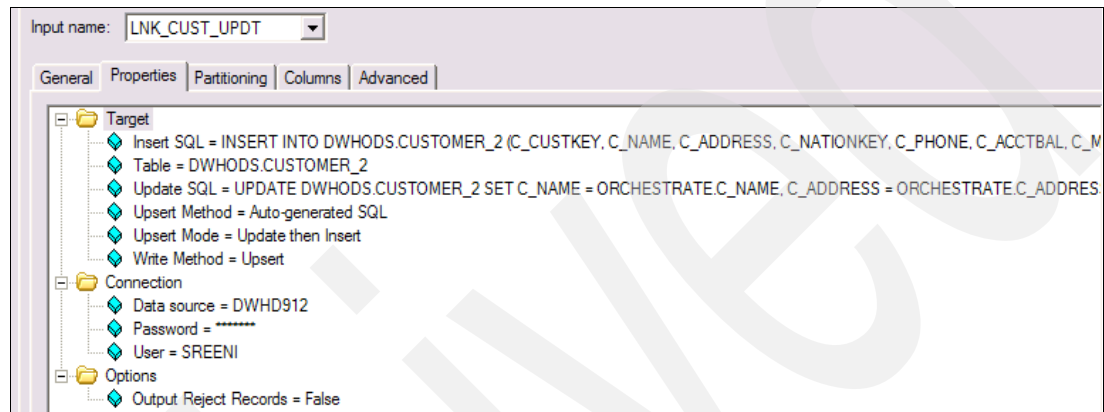 Input name: LNK_CUST_UPDT
General Properties Partitioning Columns Advanced
Target
Insert SQL = INSERT INTO DWHODS.CUSTOMER_2 (C_CUSTKEY, C_NAME, C_ADDRESS, C_NATIONKEY, C_PHONE, C_ACCTBAL, C_M
Table = DWHODS.CUSTOMER_2
Update SQL = UPDATE DWHODS.CUSTOMER_2 SET C_NAME = ORCHESTRATE.C_NAME, C_ADDRESS = ORCHESTRATE.C_ADDRES
Upsert Method = Auto-generated SQL
Upsert Mode = Update then Insert
Write Method = Upsert
Connection
Data source = DWHD912
Password = *******
User = SREENI
Options
Output Reject Records = False